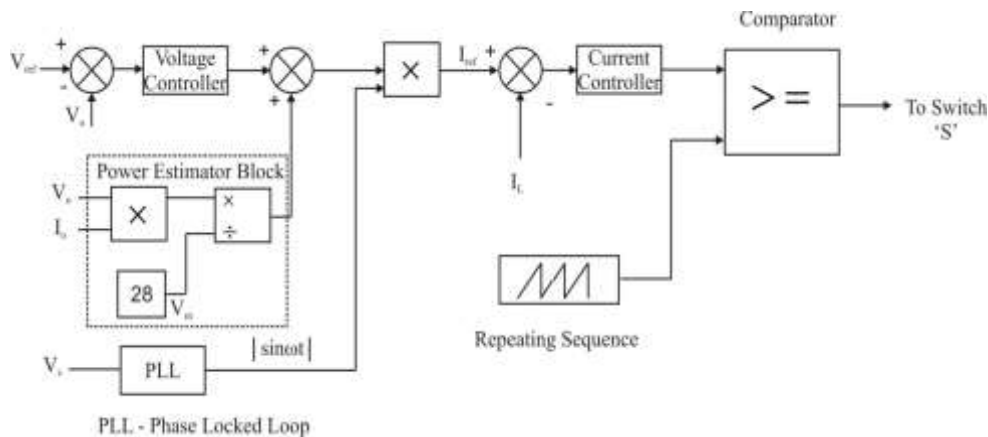 Comparator
+
V_ref
-
V_o
Voltage
Controller
+
+
×
I_ref
+
-
I_L
Current
Controller
> =
To Switch
'S'
Power Estimator Block
V_o
I_o
×
×
÷
28
V_m
| sinωt |
V_s
PLL
Repeating Sequence
PLL - Phase Locked Loop